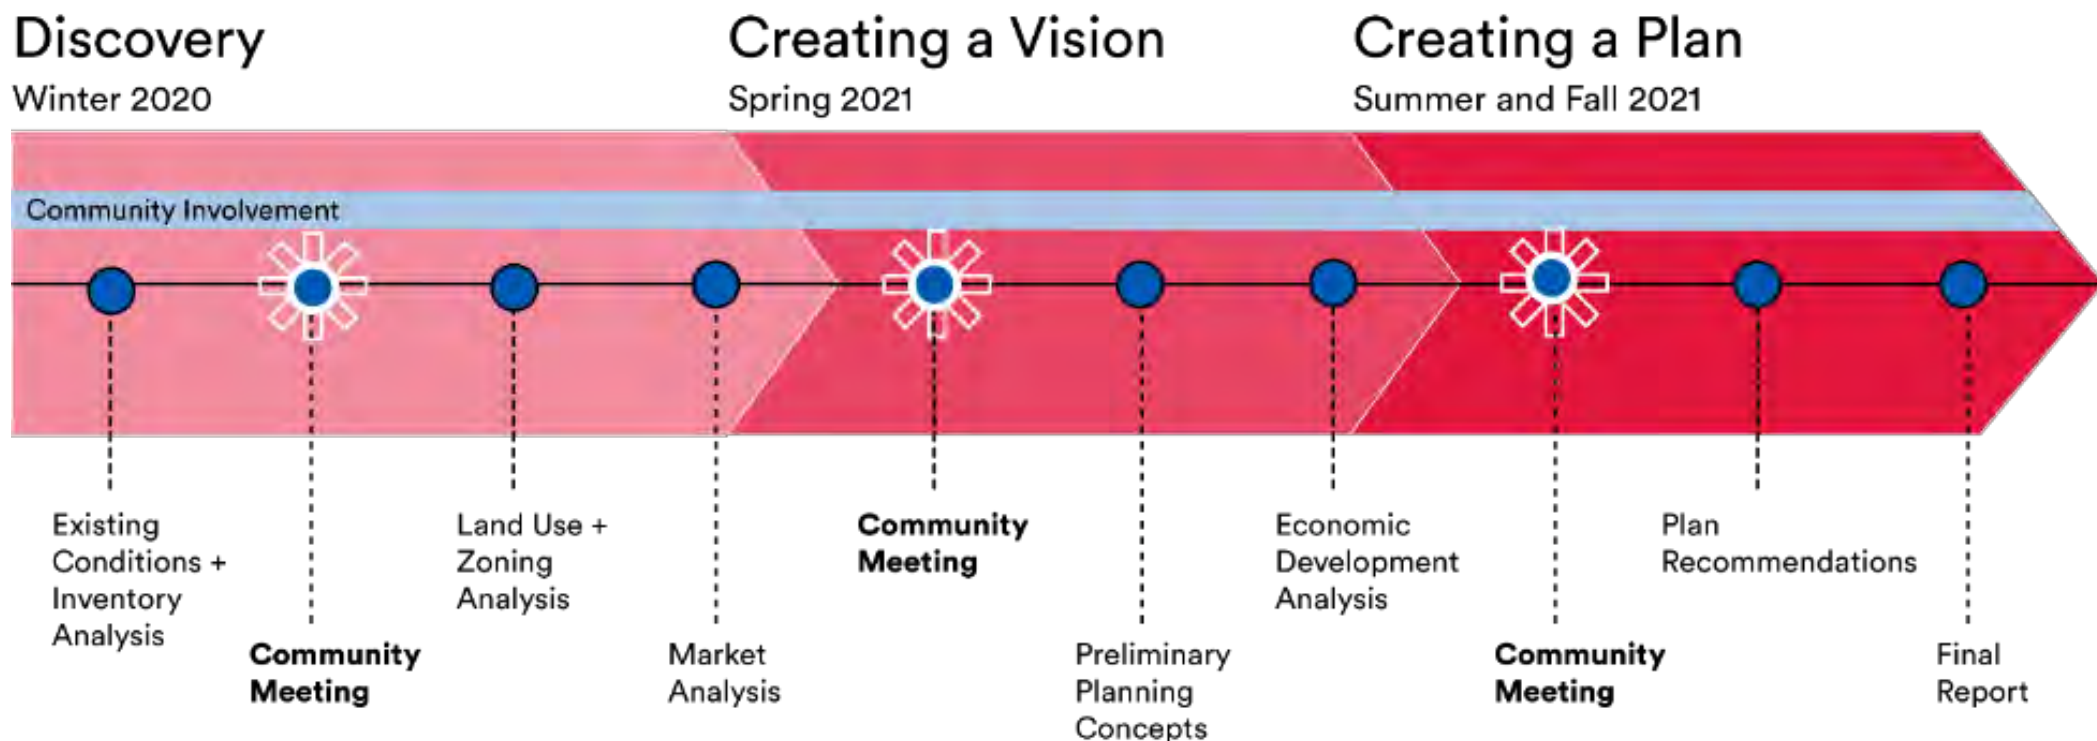 Discovery
Winter 2020
Creating a Vision
Spring 2021
Creating a Plan
Summer and Fall 2021
Community Involvement
Existing
Conditions +
Inventory
Analysis
Community
Meeting
Land Use +
Zoning
Analysis
Market
Analysis
Community
Meeting
Preliminary
Planning
Concepts
Economic
Development
Analysis
Community
Meeting
Plan
Recommendations
Final
Report